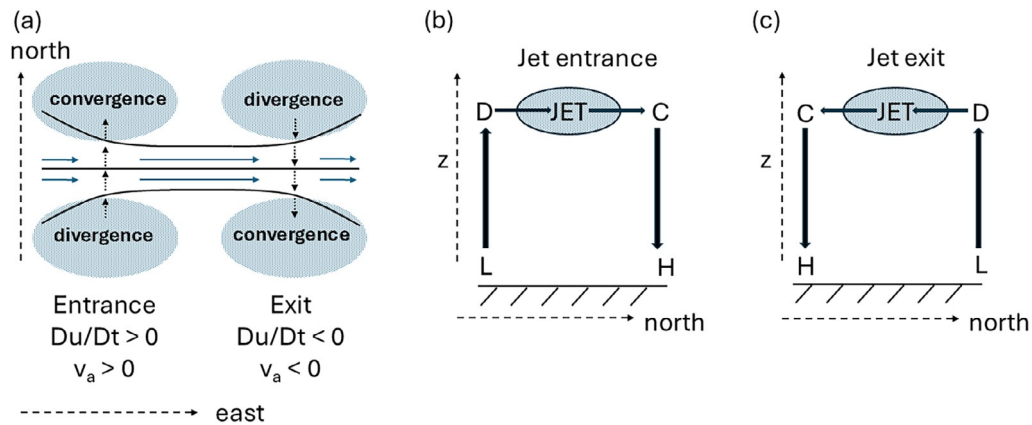 (a)
north
convergence
divergence
divergence
convergence
Entrance
Du/Dt > 0
vₐ > 0
Exit
Du/Dt < 0
vₐ < 0
east
(b)
Jet entrance
D
JET
C
z
L
H
north
(c)
Jet exit
C
JET
D
z
H
L
north